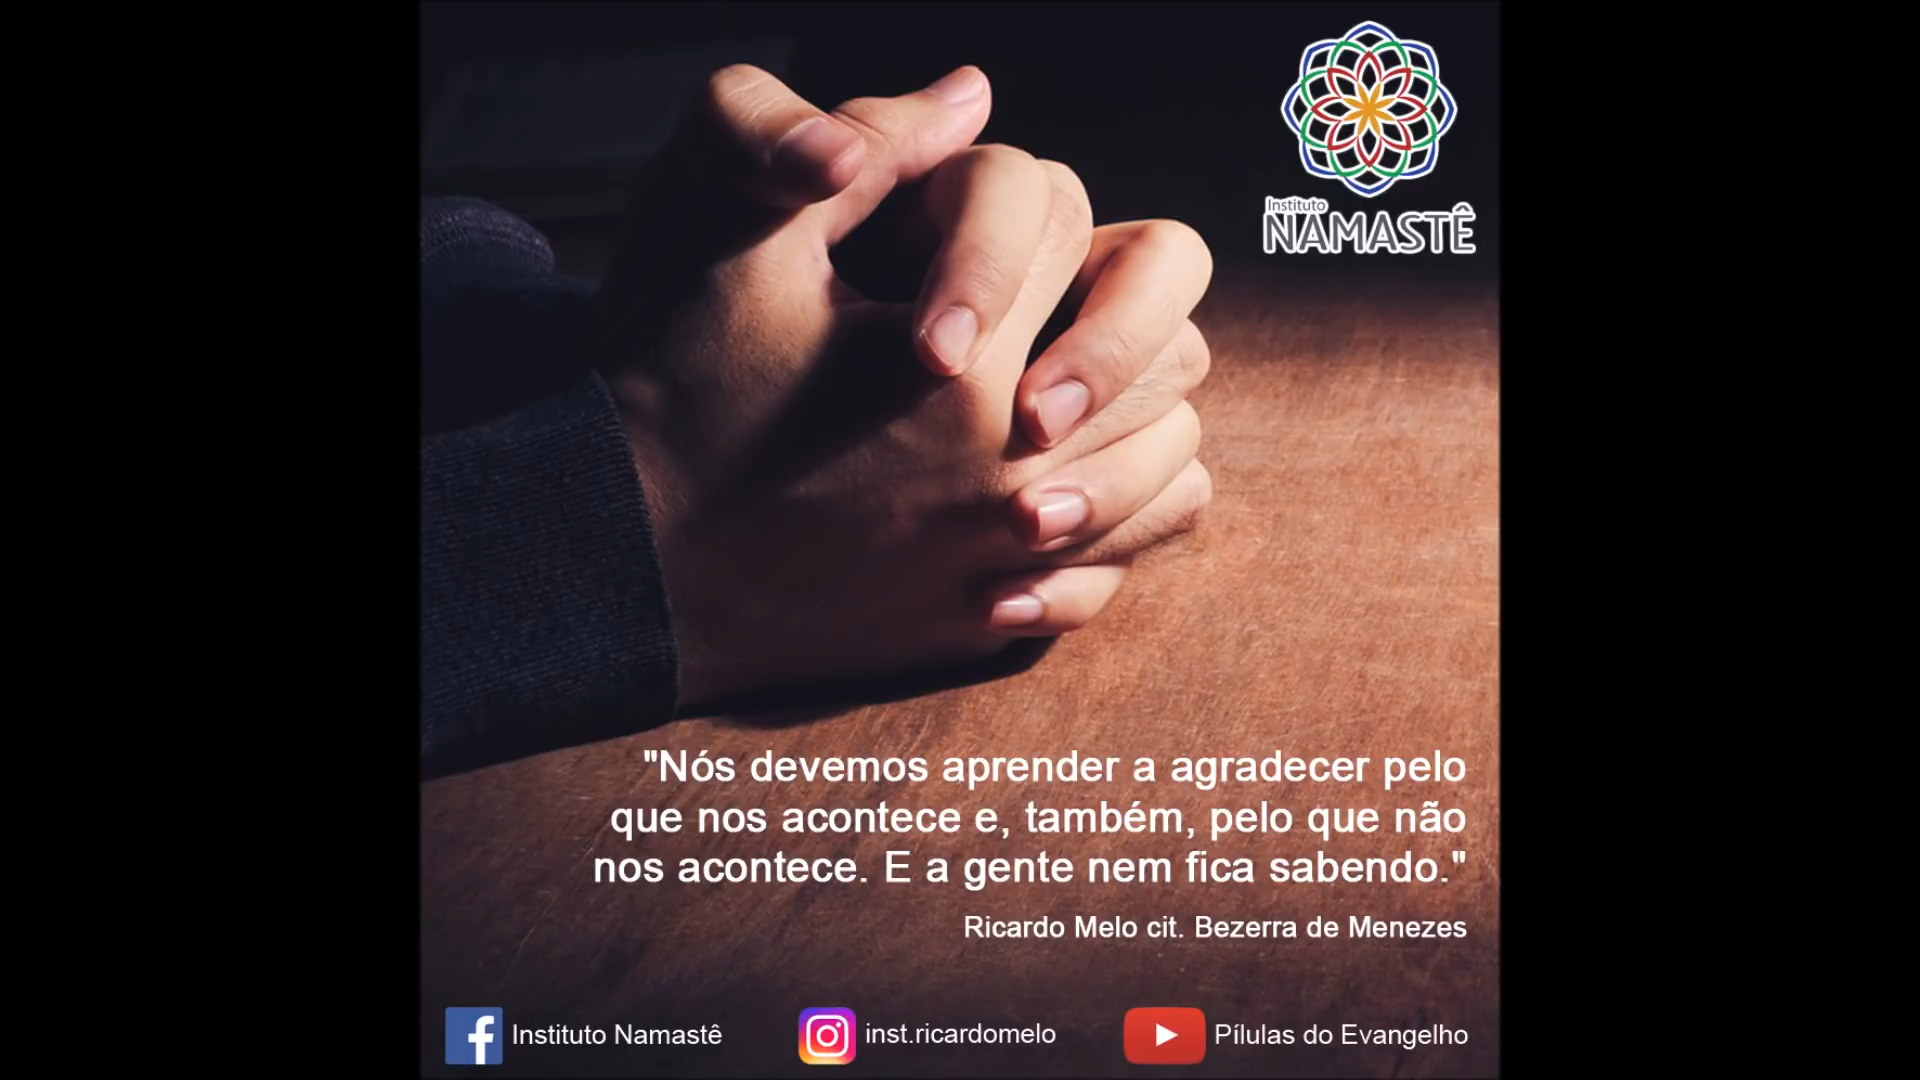 Instituto
NAMASTÊ
"Nós devemos aprender a agradecer pelo
que nos acontece e, também, pelo que não
nos acontece. E a gente nem fica sabendo."
Ricardo Melo cit. Bezerra de Menezes
Instituto Namastê
inst.ricardomelo
Pílulas do Evangelho